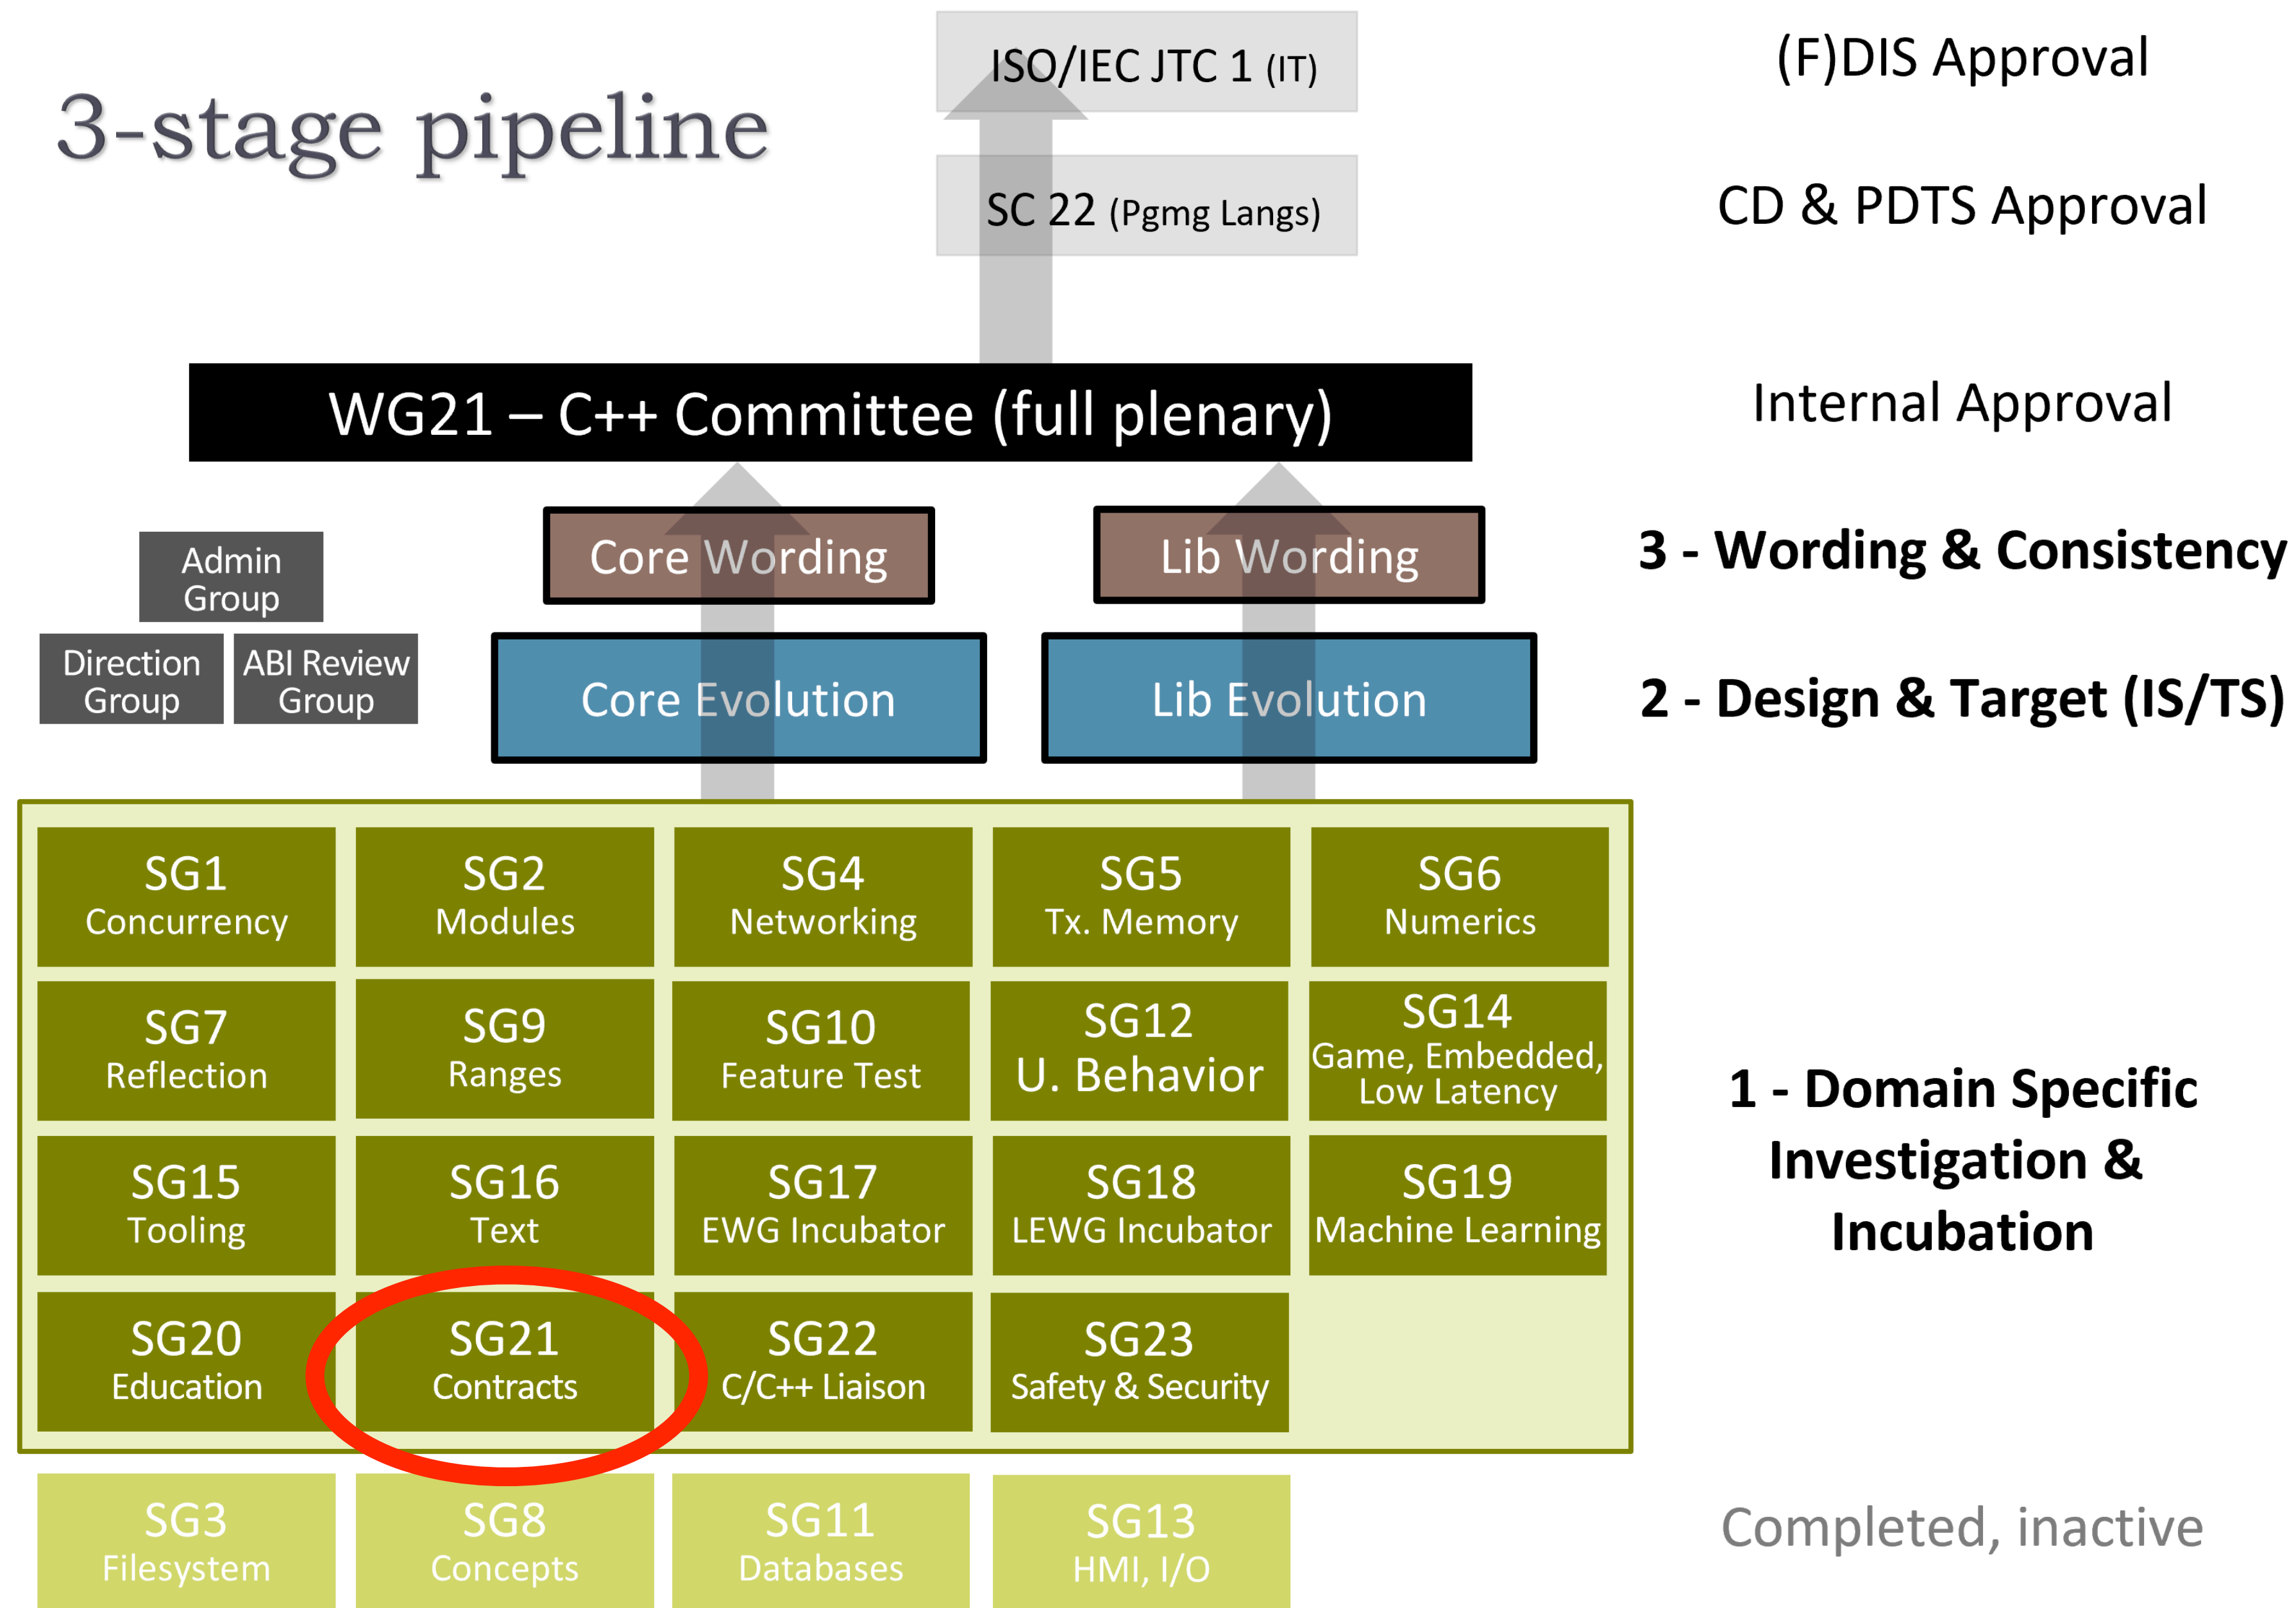 3-stage pipeline
ISO/IEC JTC 1 (IT)
(F)DIS Approval
SC 22 (Pgmg Langs)
CD & PDTS Approval
WG21 – C++ Committee (full plenary)
Internal Approval
Admin
Group
Direction
Group
ABI Review
Group
Core Wording
Lib Wording
3 - Wording & Consistency
Core Evolution
Lib Evolution
2 - Design & Target (IS/TS)
SG1
Concurrency
SG2
Modules
SG4
Networking
SG5
Tx. Memory
SG6
Numerics
SG7
Reflection
SG9
Ranges
SG10
Feature Test
SG12
U. Behavior
SG14
Game, Embedded,
Low Latency
SG15
Tooling
SG16
Text
SG17
EWG Incubator
SG18
LEWG Incubator
SG19
Machine Learning
SG20
Education
SG21
Contracts
SG22
C/C++ Liaison
SG23
Safety & Security
1 - Domain Specific
Investigation &
Incubation
SG3
Filesystem
SG8
Concepts
SG11
Databases
SG13
HMI, I/O
Completed, inactive